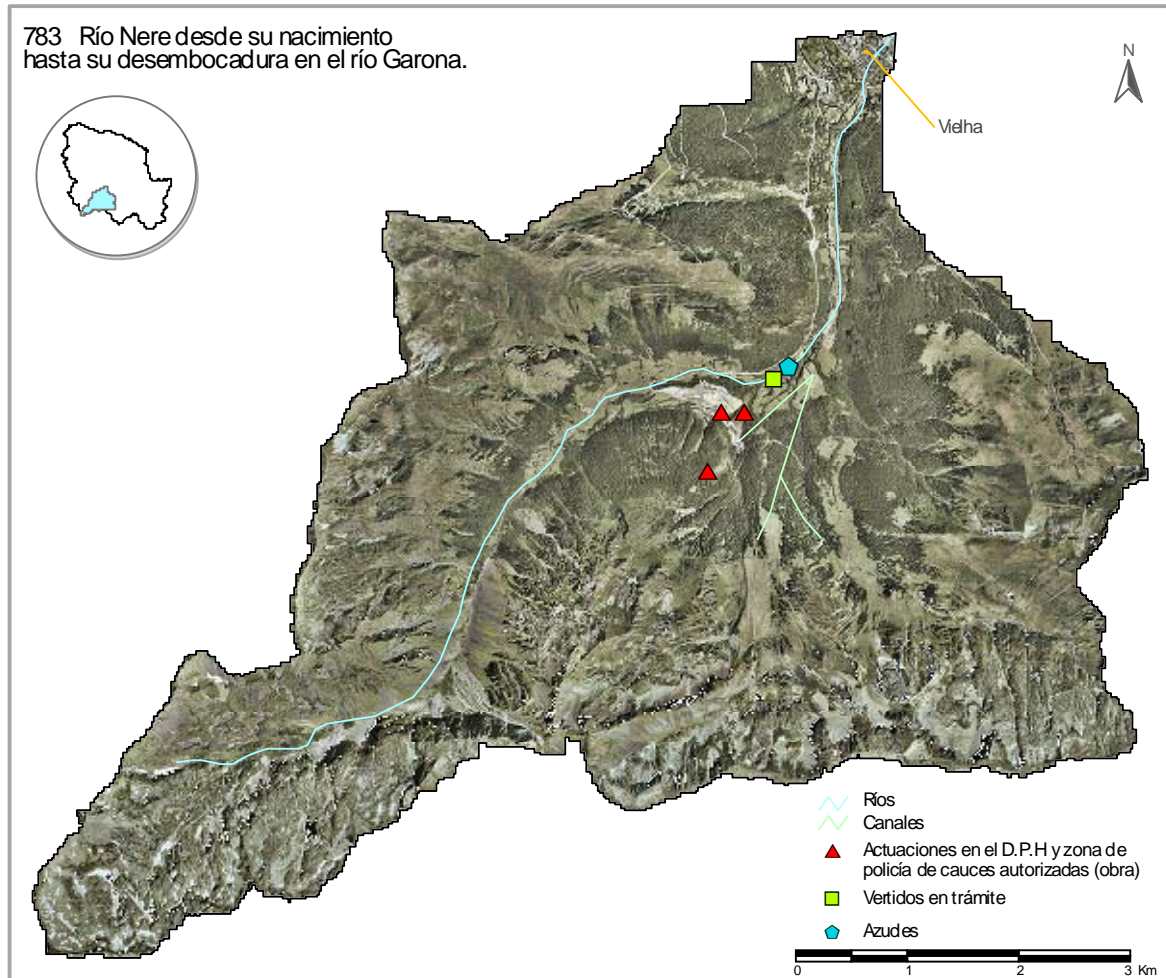 783 Río Nere desde su nacimiento
hasta su desembocadura en el río Garona.
N
Vielha
Ríos
Canales
Actuaciones en el D.P.H y zona de
policía de cauces autorizadas (obra)
Vertidos en trámite
Azudes
0 1 2 3 Km